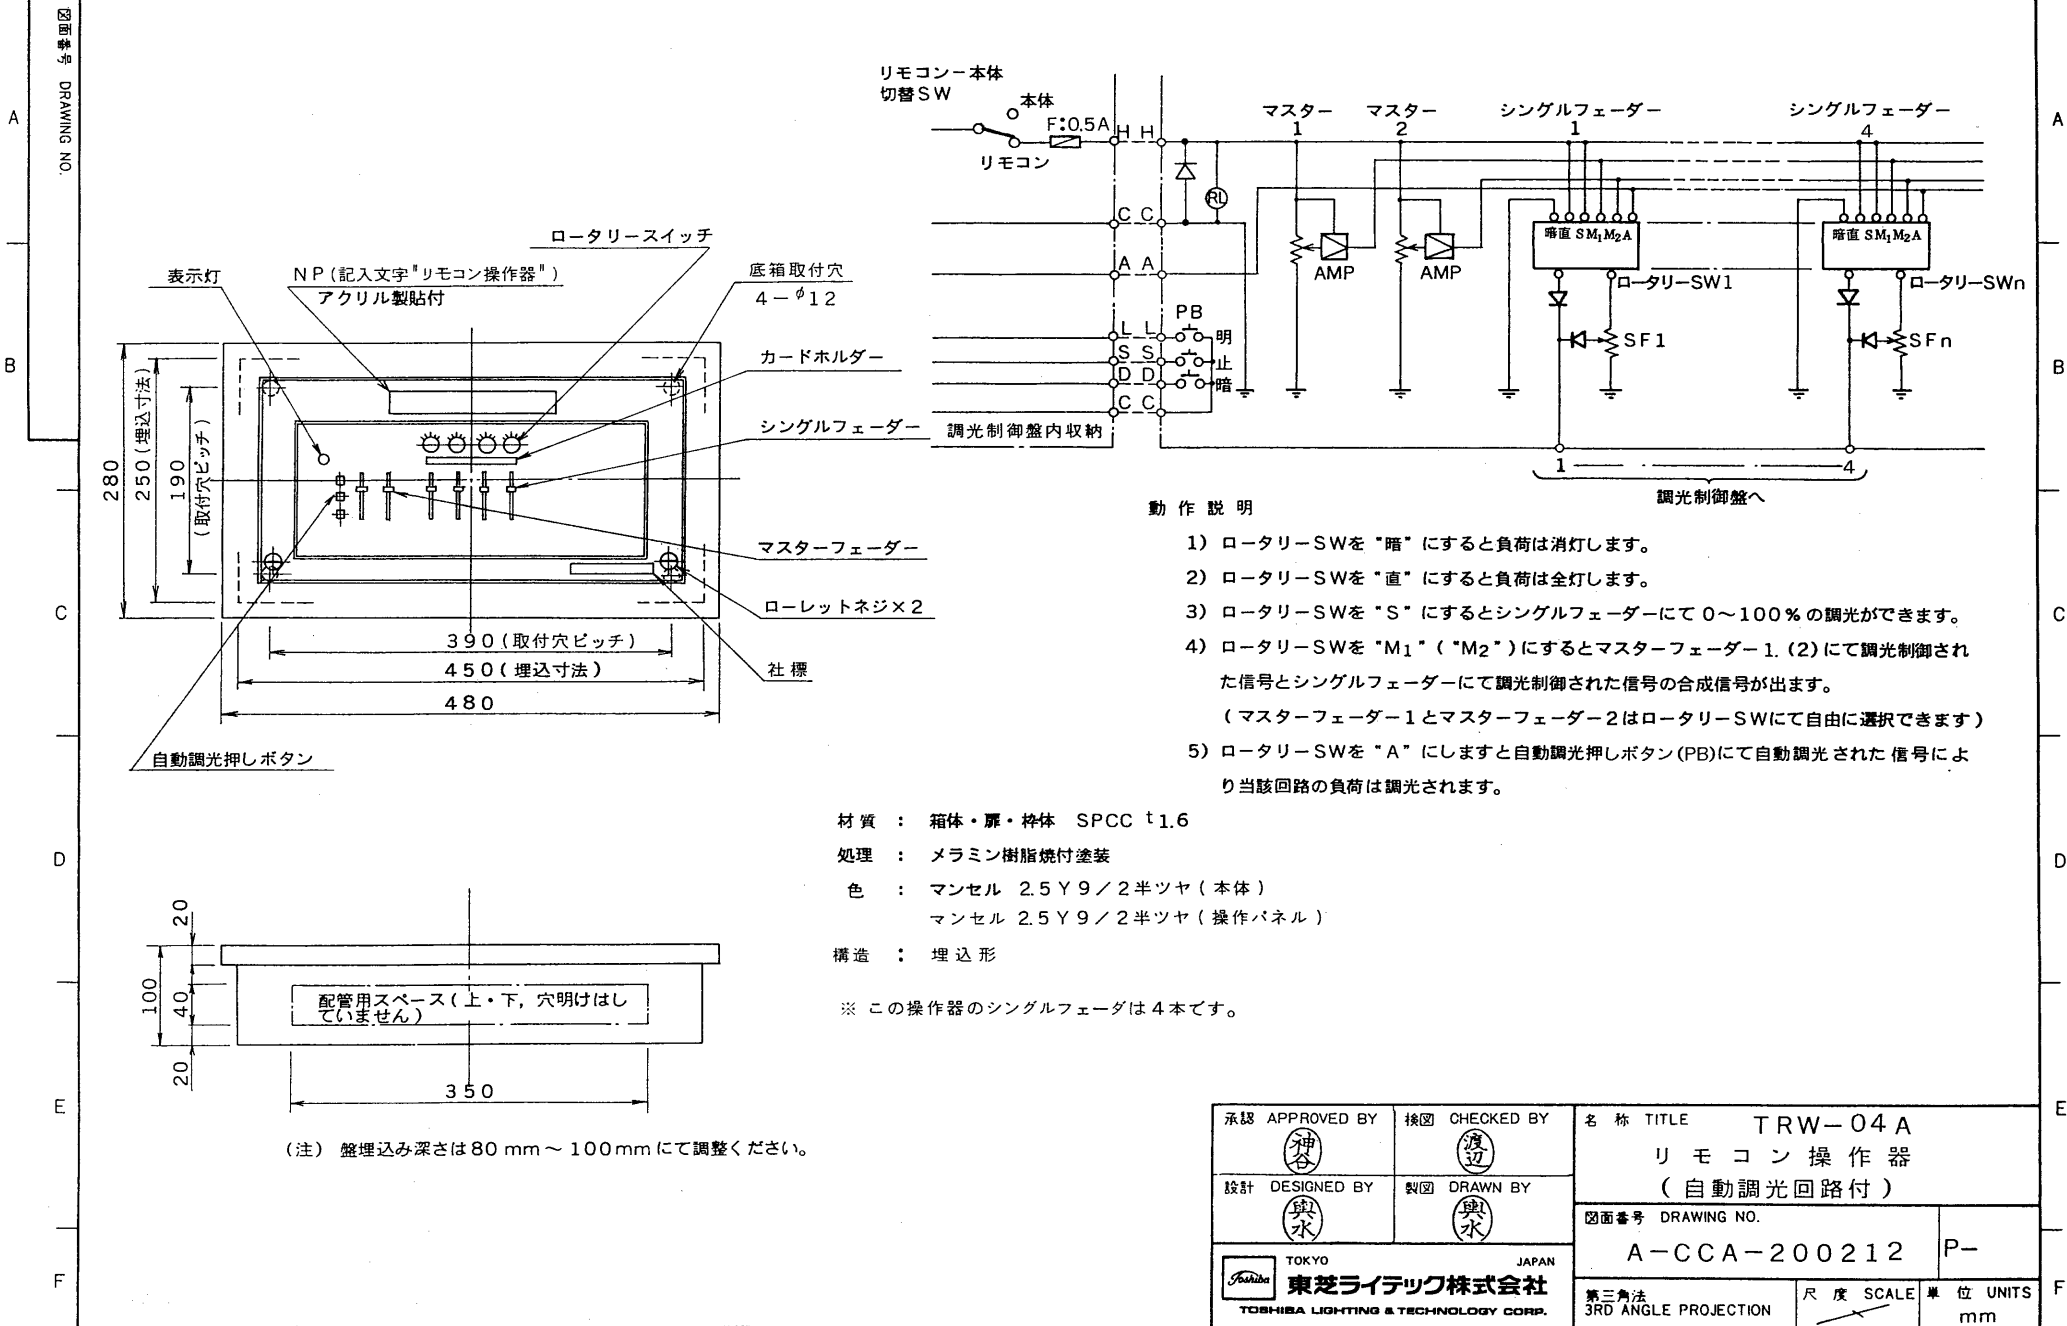 図面番号 DRAWING NO.
A
B
C
D
E
F
A
B
C
D
E
F
ロータリースイッチ
表示灯
NP(記入文字"リモコン操作器")
アクリル製貼付
底箱取付穴
4-φ12
カードホルダー
シングルフェーダー
マスターフェーダー
ローレットネジ×2
社標
自動調光押しボタン
280
250(埋込寸法)
190
(取付穴ピッチ)
390(取付穴ピッチ)
450(埋込寸法)
480
リモコン-本体
切替SW
本体
F:0.5A
リモコン
H H
C C
A A
L L
S S
D D
C C
調光制御盤内収納
RL
PB
明
止
暗
マスター
1
マスター
2
シングルフェーダー
1
シングルフェーダー
4
AMP
AMP
暗直SM1M2A
暗直SM1M2A
ロータリーSW1
ロータリーSWn
SF1
SFn
1
4
調光制御盤へ
動作説明
1) ロータリーSWを "暗" にすると負荷は消灯します。
2) ロータリーSWを "直" にすると負荷は全灯します。
3) ロータリーSWを "S" にするとシングルフェーダーにて0~100%の調光ができます。
4) ロータリーSWを "M1" ("M2")にするとマスターフェーダー1.(2)にて調光制御され
た信号とシングルフェーダーにて調光制御された信号の合成信号が出ます。
(マスターフェーダー1とマスターフェーダー2はロータリーSWにて自由に選択できます)
5) ロータリーSWを "A" にしますと自動調光押しボタン(PB)にて自動調光された信号によ
り当該回路の負荷は調光されます。
材質 : 箱体・扉・枠体 SPCC t1.6
処理 : メラミン樹脂焼付塗装
色 : マンセル 2.5Y9/2半ツヤ(本体)
マンセル 2.5Y9/2半ツヤ(操作パネル)
構造 : 埋込形
※ この操作器のシングルフェーダは4本です。
20
100
40
20
配管用スペース(上・下,穴明けはし
ていません)
350
(注) 盤埋込み深さは80mm~100mmにて調整ください。
承認 APPROVED BY
神谷
検図 CHECKED BY
渡辺
設計 DESIGNED BY
輿水
製図 DRAWN BY
輿水
名称 TITLE
TRW-04A
リモコン操作器
(自動調光回路付)
図面番号 DRAWING NO.
A-CCA-200212
P-
Toshiba
TOKYO JAPAN
東芝ライテック株式会社
TOSHIBA LIGHTING & TECHNOLOGY CORP.
第三角法
3RD ANGLE PROJECTION
尺度 SCALE
単位 UNITS
mm